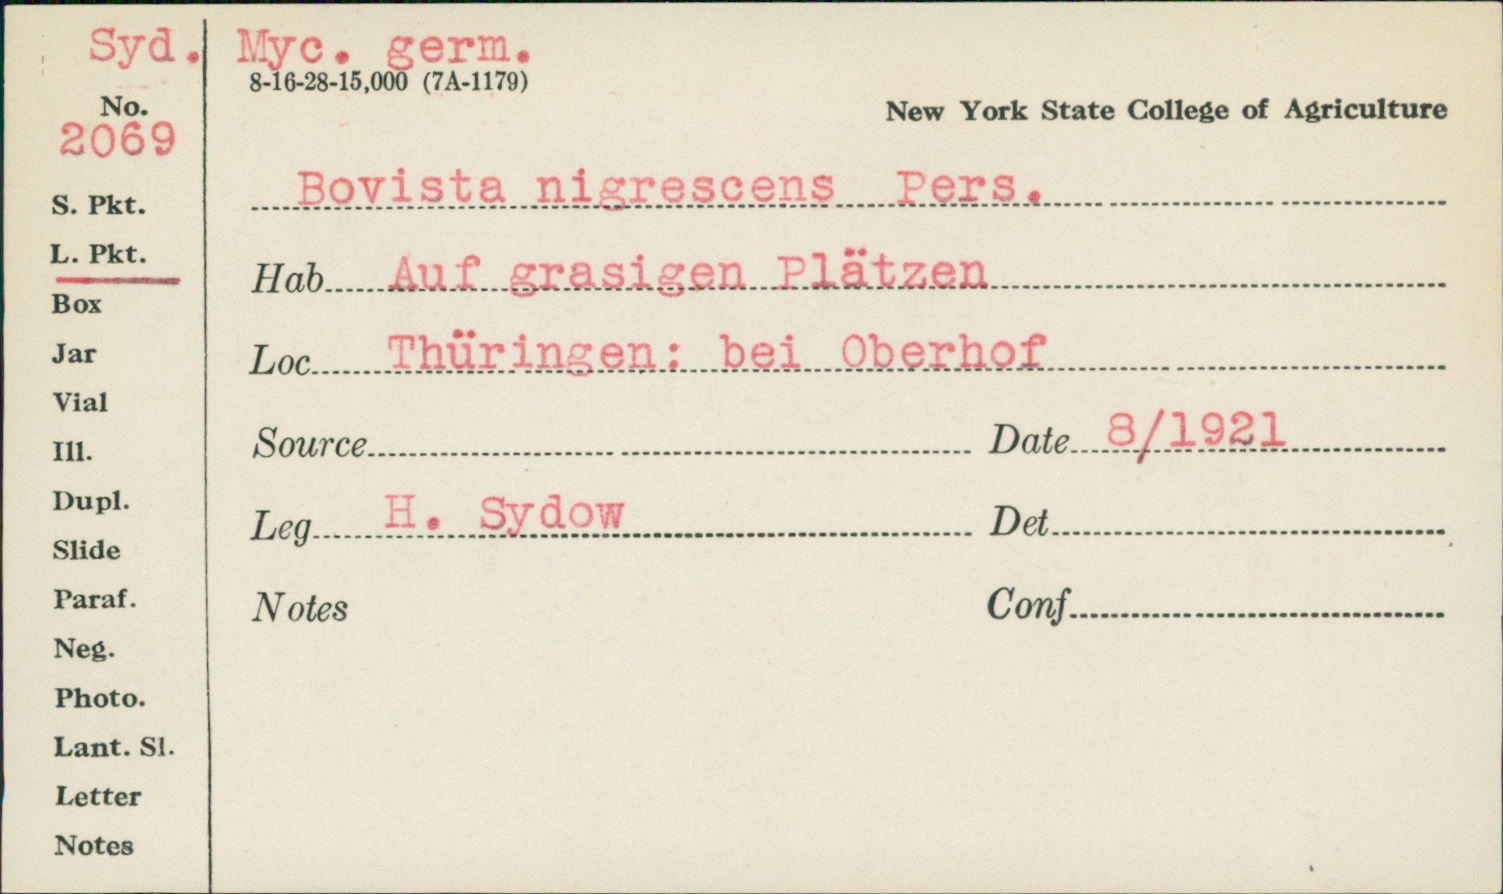 Syd. Myc. germ.
8-16-28-15,000 (7A-1179)
No.
2069
New York State College of Agriculture
Bovista nigrescens Pers.
S. Pkt.
L. Pkt.
Hab Auf grasigen Plätzen
Box
Jar
Loc Thüringen: bei Oberhof
Vial
Ill.
Source Date 8/1921
Dupl.
Leg H. Sydow Det
Slide
Paraf.
Notes Conf
Neg.
Photo.
Lant. Sl.
Letter
Notes